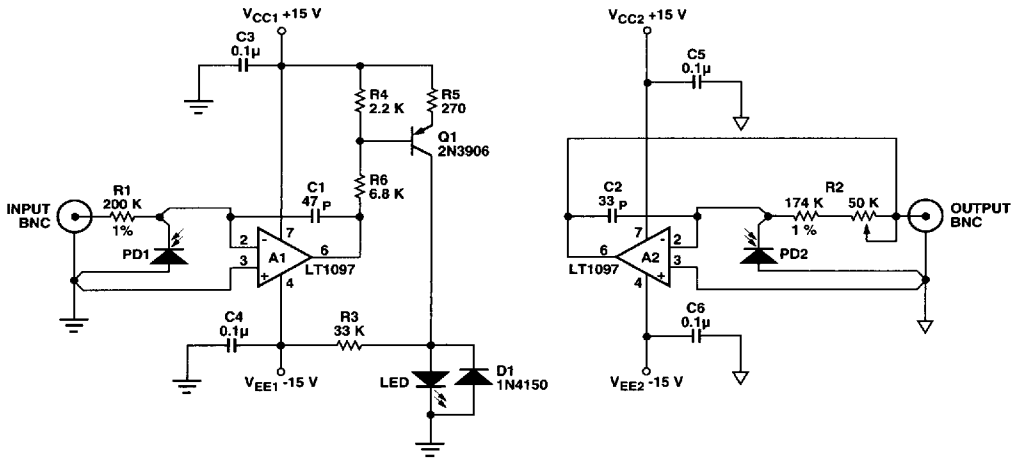 VCC1 +15 V
C3
0.1µ
R4
2.2 K
R5
270
Q1
2N3906
R6
6.8 K
C1
47 P
R1
200 K
1%
INPUT
BNC
PD1
2
-
3
+
7
A1
6
4
LT1097
C4
0.1µ
R3
33 K
VEE1 -15 V
LED
D1
1N4150
VCC2 +15 V
C5
0.1µ
C2
33 P
174 K
1 %
R2
50 K
OUTPUT
BNC
7
6
A2
-
2
+
3
LT1097
4
PD2
C6
0.1µ
VEE2 -15 V